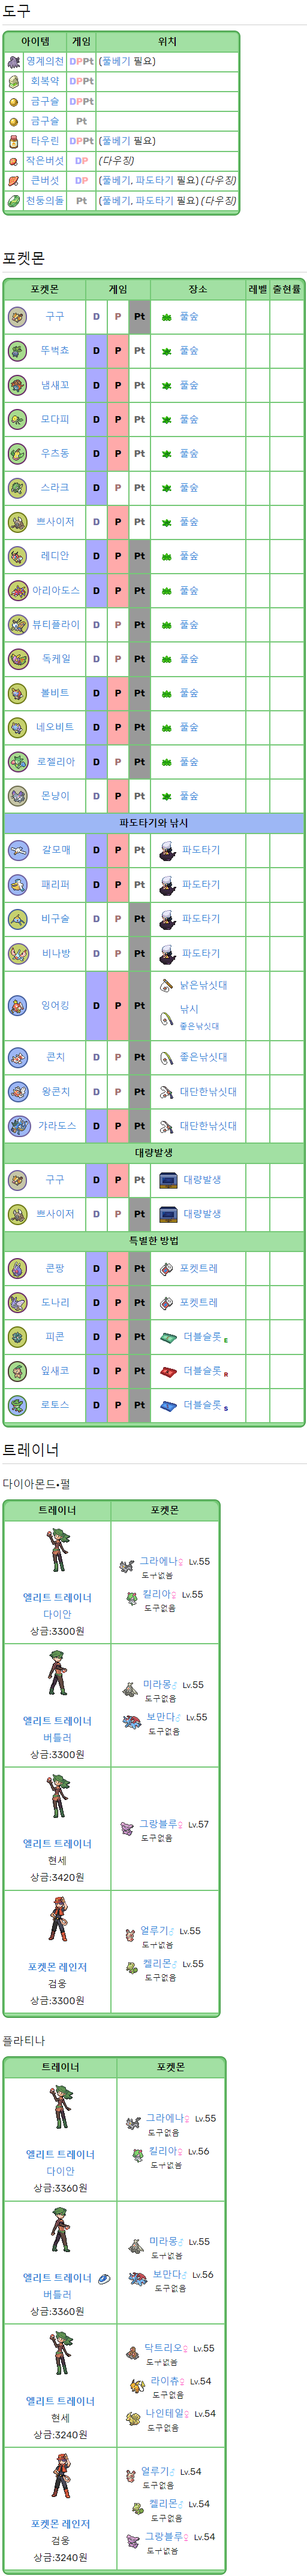 도구
아이템 게임 위치
영계의천 DPPt (풀베기 필요)
회복약 DPPt
금구슬 DPPt
금구슬 Pt
타우린 DPPt (풀베기 필요)
작은버섯 DP (다우징)
큰버섯 DP (풀베기, 파도타기 필요) (다우징)
천둥의돌 Pt (풀베기, 파도타기 필요) (다우징)
포켓몬
포켓몬 게임 장소 레벨 출현률
구구 D P Pt 풀숲
뚜벅쵸 D P Pt 풀숲
냄새꼬 D P Pt 풀숲
모다피 D P Pt 풀숲
우츠동 D P Pt 풀숲
스라크 D P Pt 풀숲
쁘사이저 D P Pt 풀숲
레디안 D P Pt 풀숲
아리아도스 D P Pt 풀숲
뷰티플라이 D P Pt 풀숲
독케일 D P Pt 풀숲
볼비트 D P Pt 풀숲
네오비트 D P Pt 풀숲
로젤리아 D P Pt 풀숲
몬냥이 D P Pt 풀숲
파도타기와 낚시
갈모매 D P Pt 파도타기
패리퍼 D P Pt 파도타기
비구술 D P Pt 파도타기
비나방 D P Pt 파도타기
잉어킹 D P Pt 낡은낚싯대
낚시
좋은낚싯대
콘치 D P Pt 좋은낚싯대
왕콘치 D P Pt 대단한낚싯대
갸라도스 D P Pt 대단한낚싯대
대량발생
구구 D P Pt 대량발생
쁘사이저 D P Pt 대량발생
특별한 방법
콘팡 D P Pt 포켓트레
도나리 D P Pt 포켓트레
피콘 D P Pt 더블슬롯 E
잎새코 D P Pt 더블슬롯 R
로토스 D P Pt 더블슬롯 S
트레이너
다이아몬드•펄
트레이너 포켓몬
엘리트 트레이너
다이안
상금:3300원
그라에나♀ Lv.55
도구없음
킬리아♀ Lv.55
도구없음
엘리트 트레이너
버틀러
상금:3300원
미라몽♂ Lv.55
도구없음
보만다♂ Lv.55
도구없음
엘리트 트레이너
현세
상금:3420원
그랑블루♀ Lv.57
도구없음
포켓몬 레인저
검웅
상금:3300원
얼루기♂ Lv.55
도구없음
켈리몬♂ Lv.55
도구없음
플라티나
트레이너 포켓몬
엘리트 트레이너
다이안
상금:3360원
그라에나♀ Lv.55
도구없음
킬리아♀ Lv.56
도구없음
엘리트 트레이너
버틀러
상금:3360원
미라몽♂ Lv.55
도구없음
보만다♂ Lv.56
도구없음
엘리트 트레이너
현세
상금:3240원
닥트리오♀ Lv.55
도구없음
라이츄♀ Lv.54
도구없음
나인테일♀ Lv.54
도구없음
포켓몬 레인저
검웅
상금:3240원
얼루기♂ Lv.54
도구없음
켈리몬♂ Lv.54
도구없음
그랑블루♀ Lv.54
도구없음